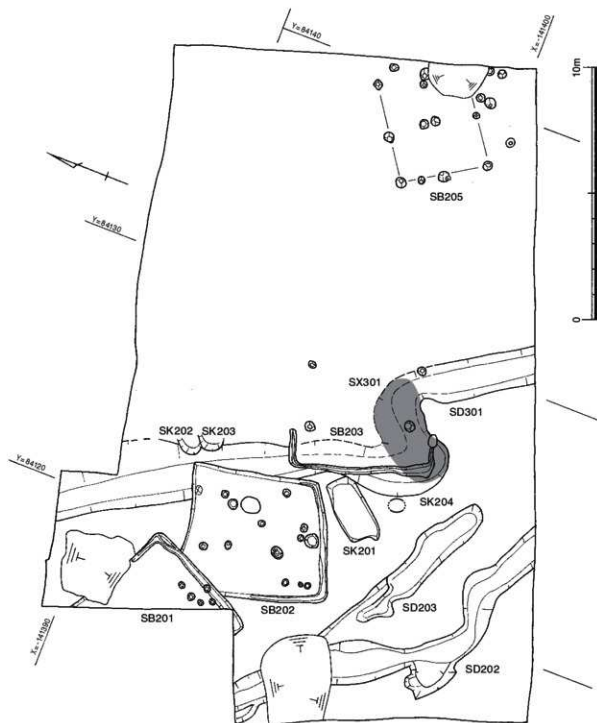 Y=84140
X=-141400
10m
SB205
Y=84130
0
SX301
SK202 SK203
SB203
SD301
Y=84120
SK204
SK201
SD203
SB201
SB202
X=-141390
SD202